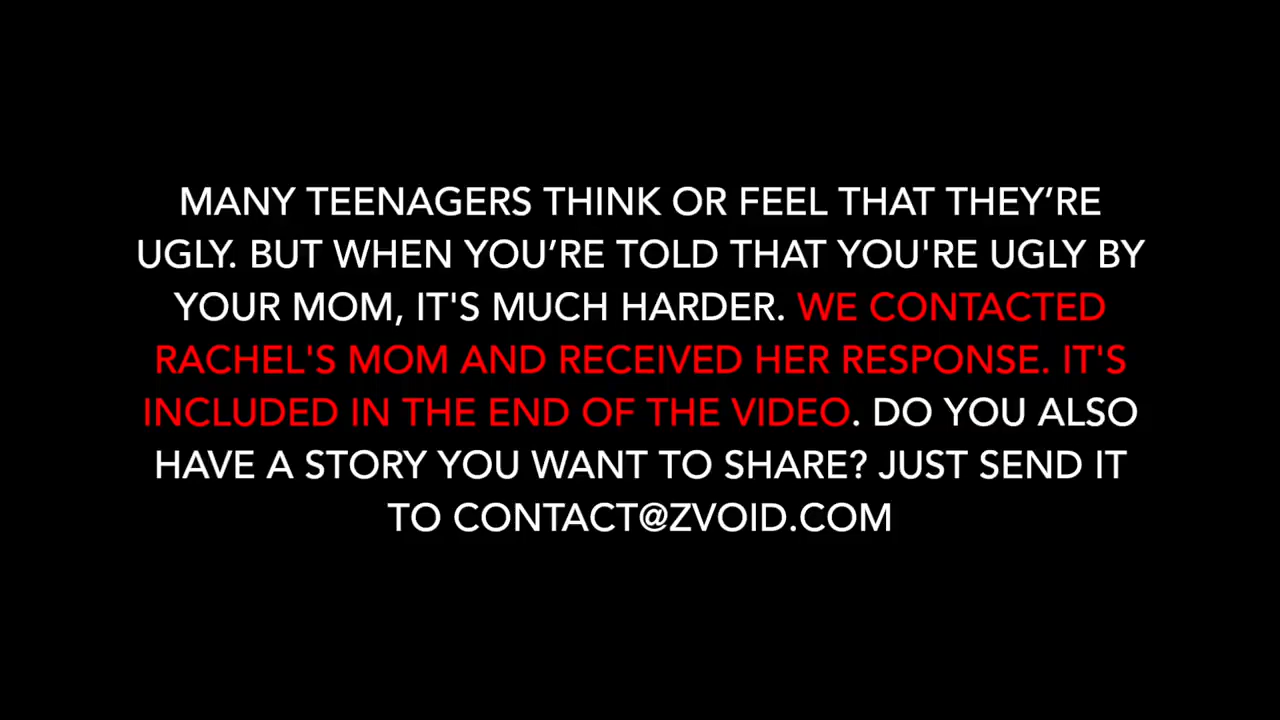 MANY TEENAGERS THINK OR FEEL THAT THEY’RE
UGLY. BUT WHEN YOU’RE TOLD THAT YOU'RE UGLY BY
YOUR MOM, IT'S MUCH HARDER. WE CONTACTED
RACHEL'S MOM AND RECEIVED HER RESPONSE. IT'S
INCLUDED IN THE END OF THE VIDEO. DO YOU ALSO
HAVE A STORY YOU WANT TO SHARE? JUST SEND IT
TO CONTACT@ZVOID.COM